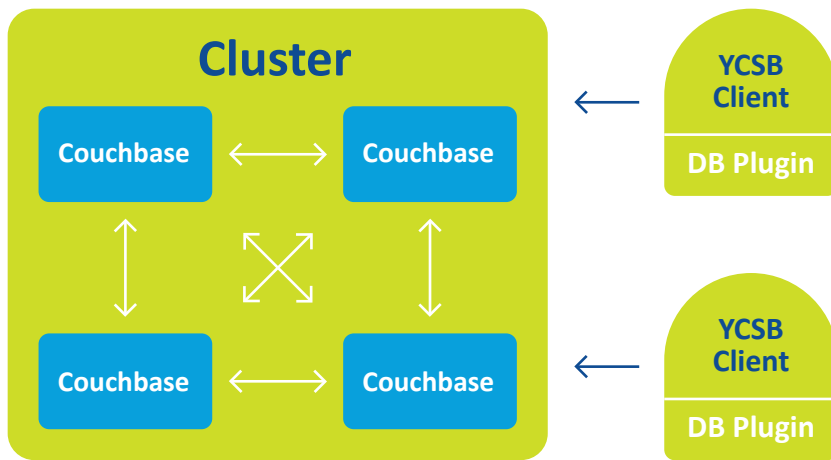 Cluster
Couchbase
Couchbase
Couchbase
Couchbase
YCSB
Client
DB Plugin
YCSB
Client
DB Plugin